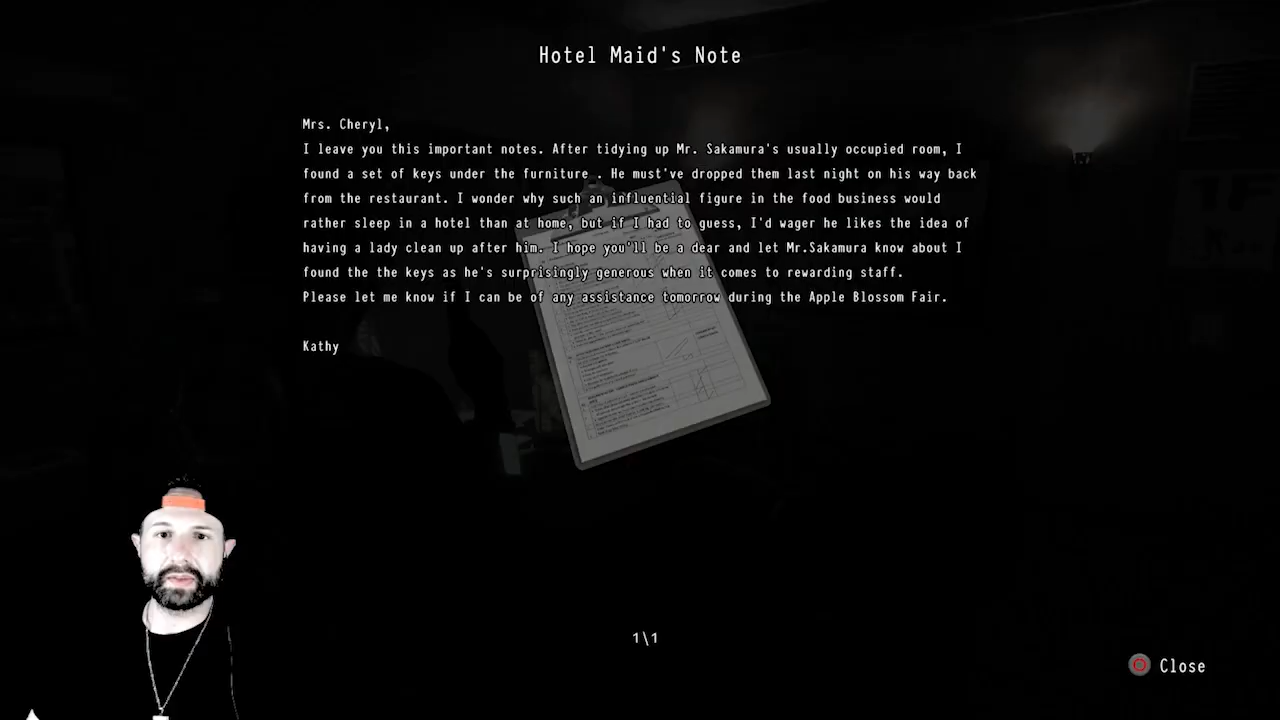 Hotel Maid's Note
Mrs. Cheryl,
I leave you this important notes. After tidying up Mr. Sakamura's usually occupied room, I
found a set of keys under the furniture . He must've dropped them last night on his way back
from the restaurant. I wonder why such an influential figure in the food business would
rather sleep in a hotel than at home, but if I had to guess, I'd wager he likes the idea of
having a lady clean up after him. I hope you'll be a dear and let Mr.Sakamura know about I
found the the keys as he's surprisingly generous when it comes to rewarding staff.
Please let me know if I can be of any assistance tomorrow during the Apple Blossom Fair.
Kathy
1\1
Close